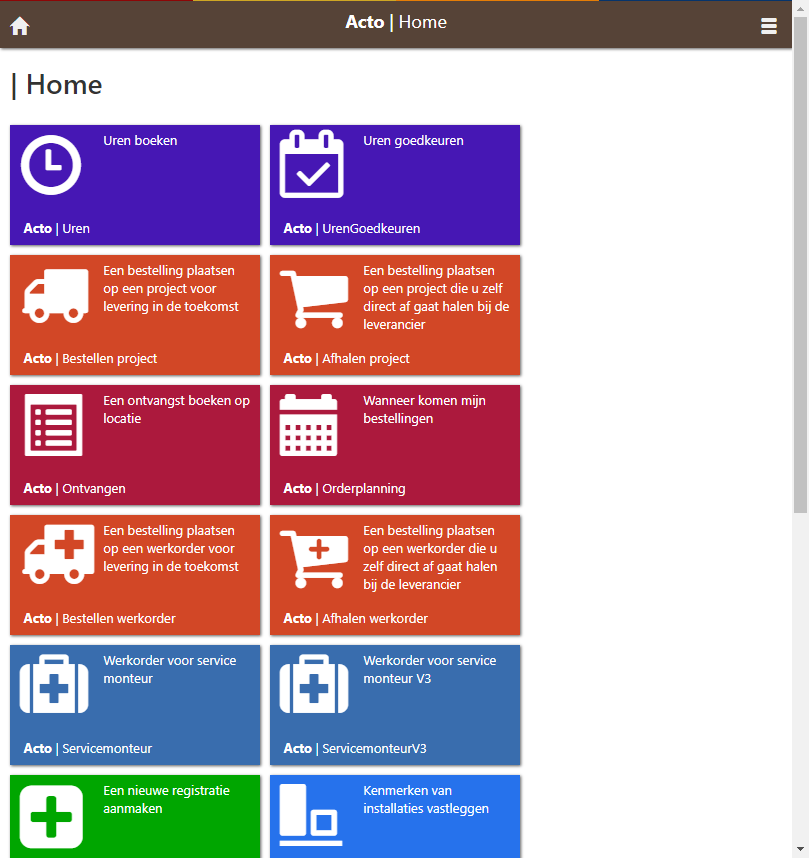 Acto | Home
| Home
Uren boeken
Acto | Uren
Uren goedkeuren
Acto | UrenGoedkeuren
Een bestelling plaatsen
op een project voor
levering in de toekomst
Acto | Bestellen project
Een bestelling plaatsen
op een project die u zelf
direct af gaat halen bij de
leverancier
Acto | Afhalen project
Een ontvangst boeken op
locatie
Acto | Ontvangen
Wanneer komen mijn
bestellingen
Acto | Orderplanning
Een bestelling plaatsen
op een werkorder voor
levering in de toekomst
Acto | Bestellen werkorder
Een bestelling plaatsen
op een werkorder die u
zelf direct af gaat halen
bij de leverancier
Acto | Afhalen werkorder
Werkorder voor service
monteur
Acto | Servicemonteur
Werkorder voor service
monteur V3
Acto | ServicemonteurV3
Een nieuwe registratie
aanmaken
Kenmerken van
installaties vastleggen